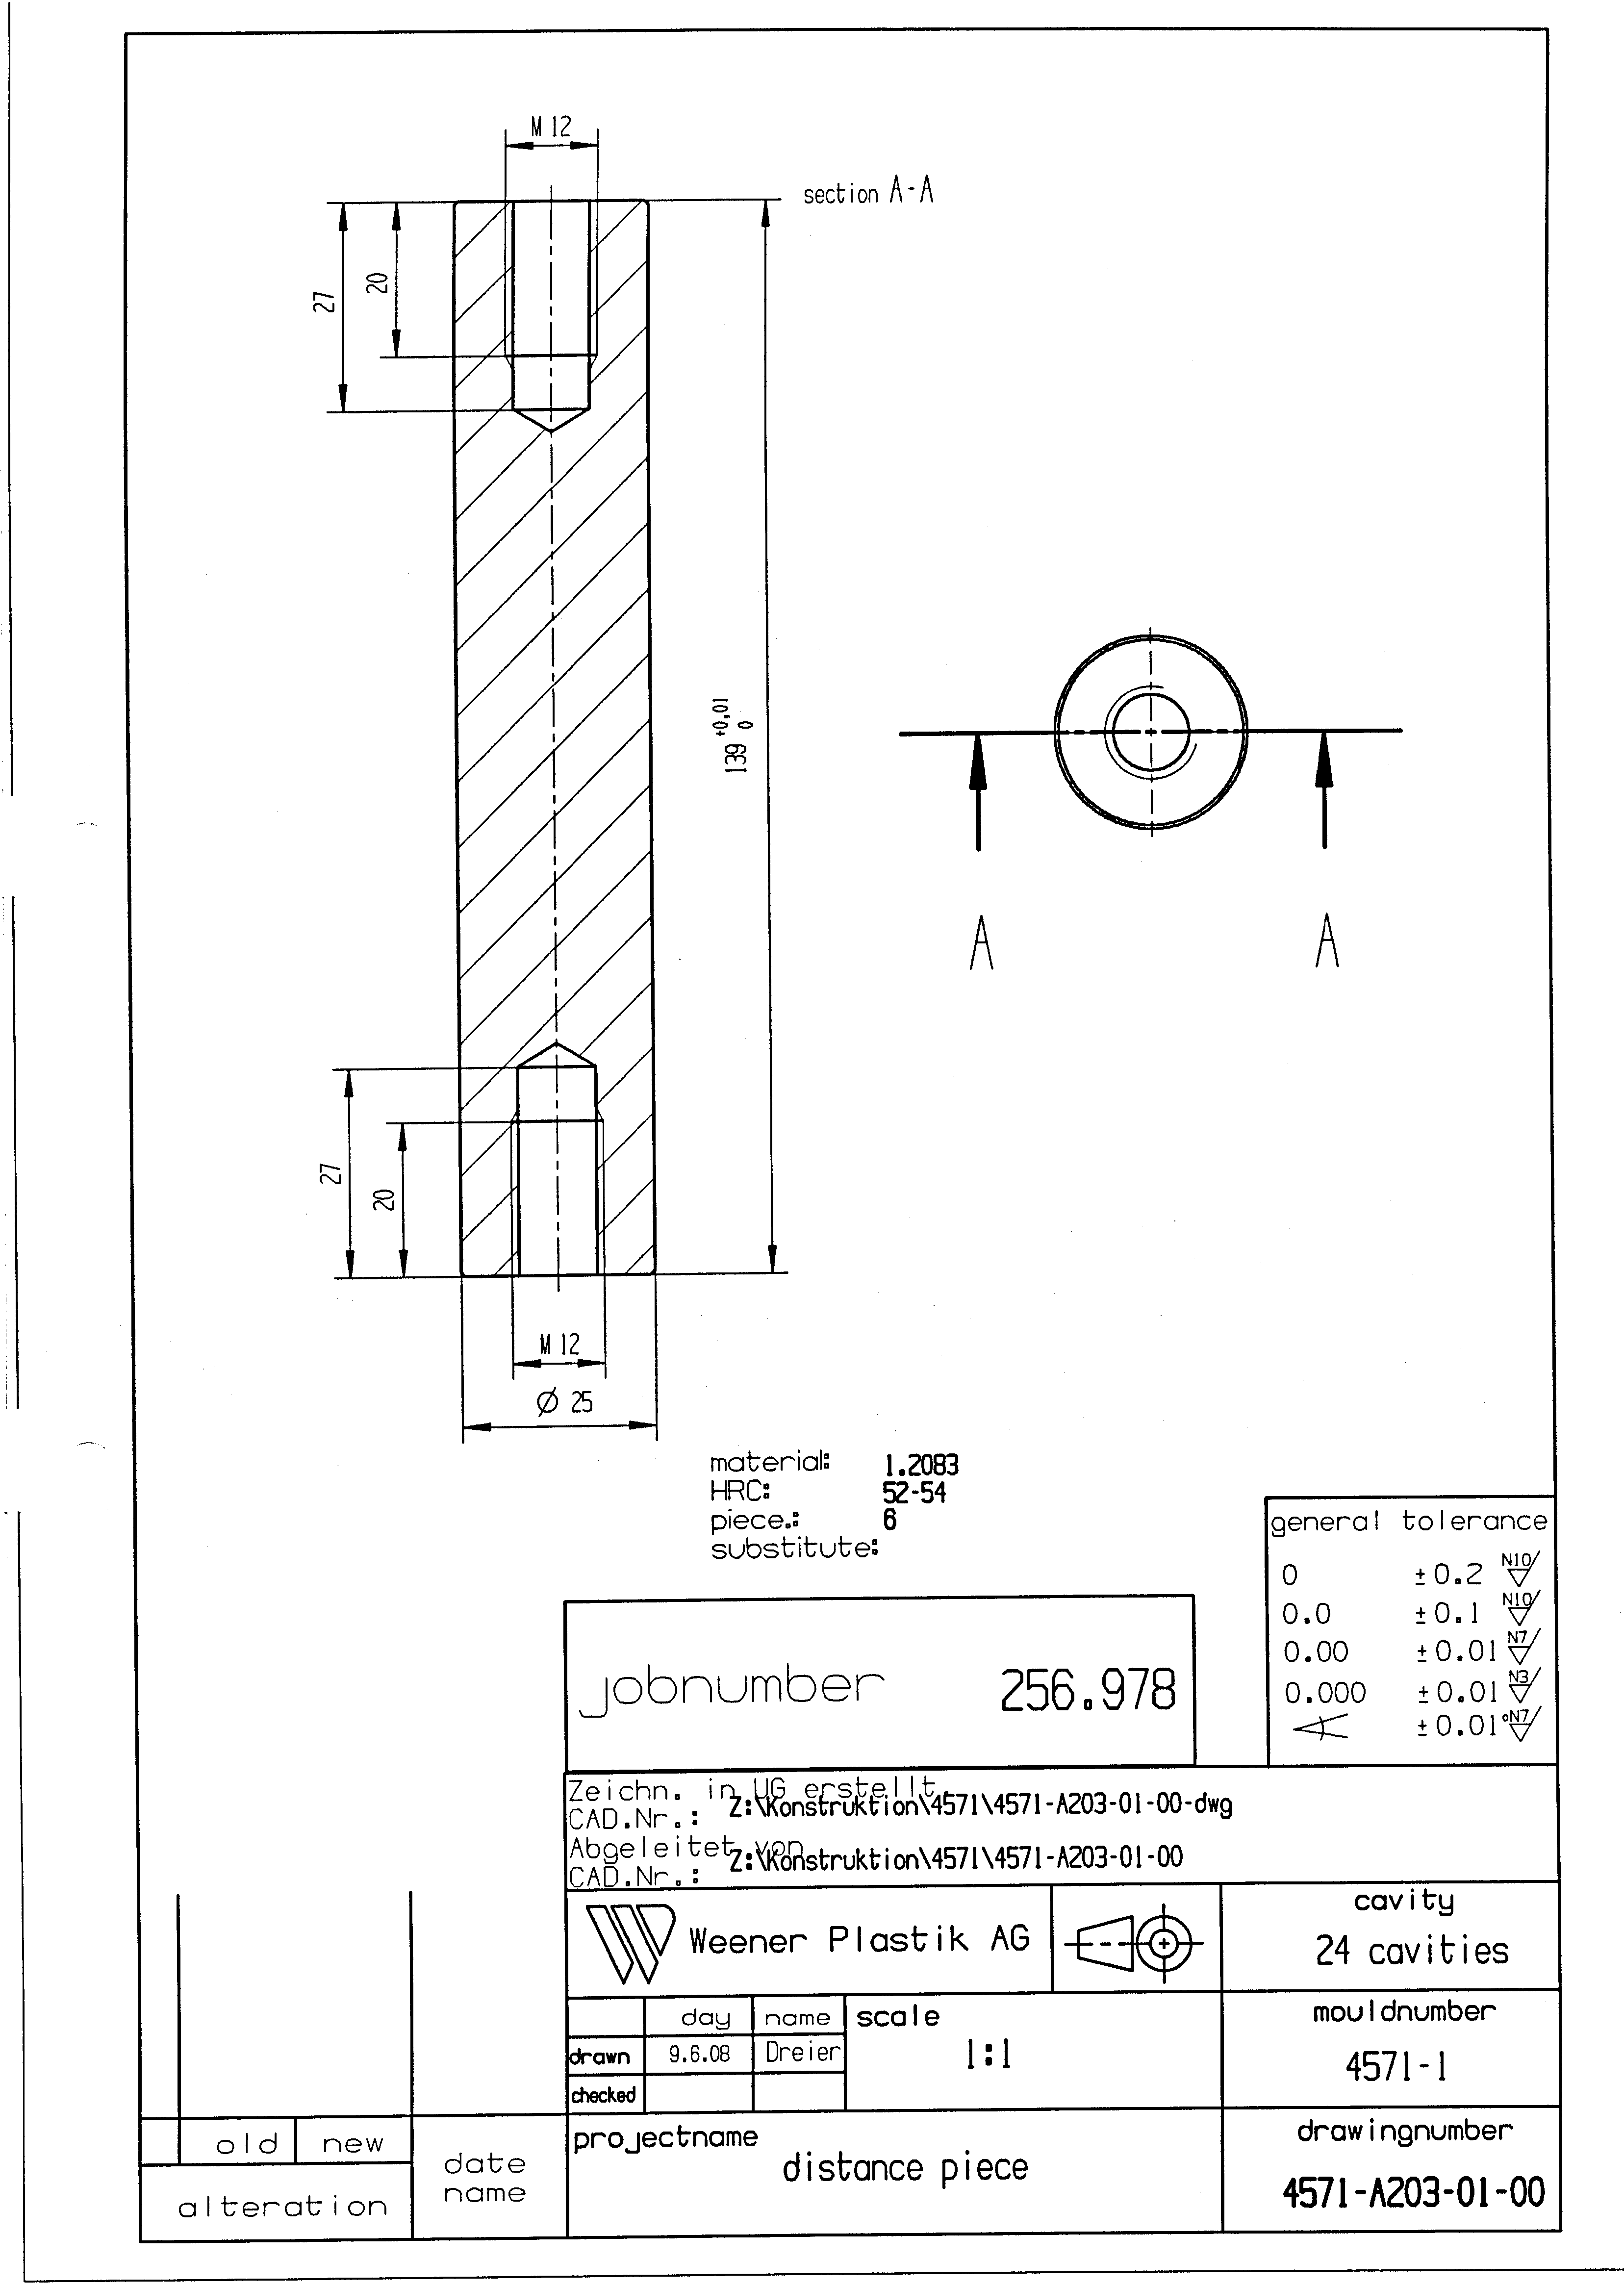 M 12
section A-A
27
20
139 +0,01 0
A
A
27
20
M 12
Ø 25
material: 1.2083
HRC: 52-54
piece.: 6
substitute:
general tolerance
0 ±0.2 N10
0.0 ±0.1 N10
0.00 ±0.01 N7
0.000 ±0.01 N3
±0.01° N7
jobnumber 256.978
Zeichn. in UG erstellt.
CAD.Nr.: Z:\Konstruktion\4571\4571-A203-01-00-dwg
Abgeleitet von
CAD.Nr.: Z:\Konstruktion\4571\4571-A203-01-00
Weener Plastik AG
cavity
24 cavities
day name scale
drawn 9.6.08 Dreier 1:1
checked
mouldnumber
4571-1
old new
alteration
date
name
projectname
distance piece
drawingnumber
4571-A203-01-00